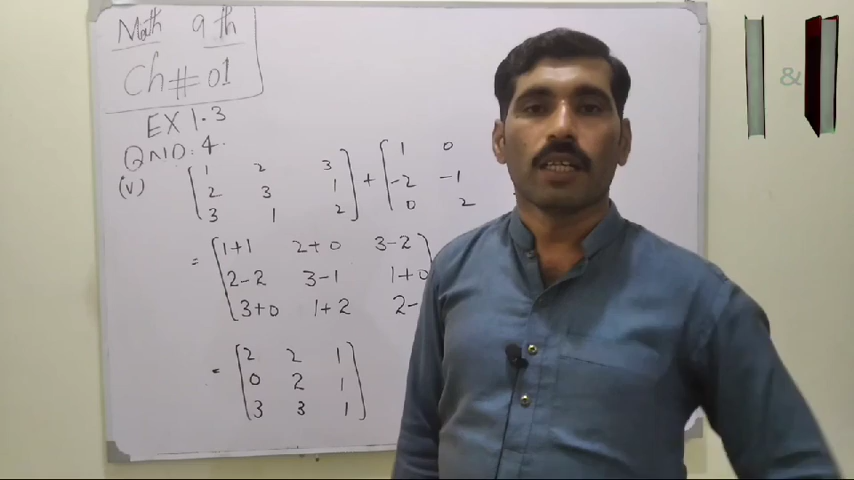 Math 9th
Ch # 01
EX 1.3
Q NO: 4.
(v) [1 2 3 + [1 0
2 3 1 -2 -1
3 1 2] 0 2
= [1+1 2+0 3-2
2-2 3-1 1+0
3+0 1+2 2-
= [2 2 1
0 2 1
3 3 1]
&